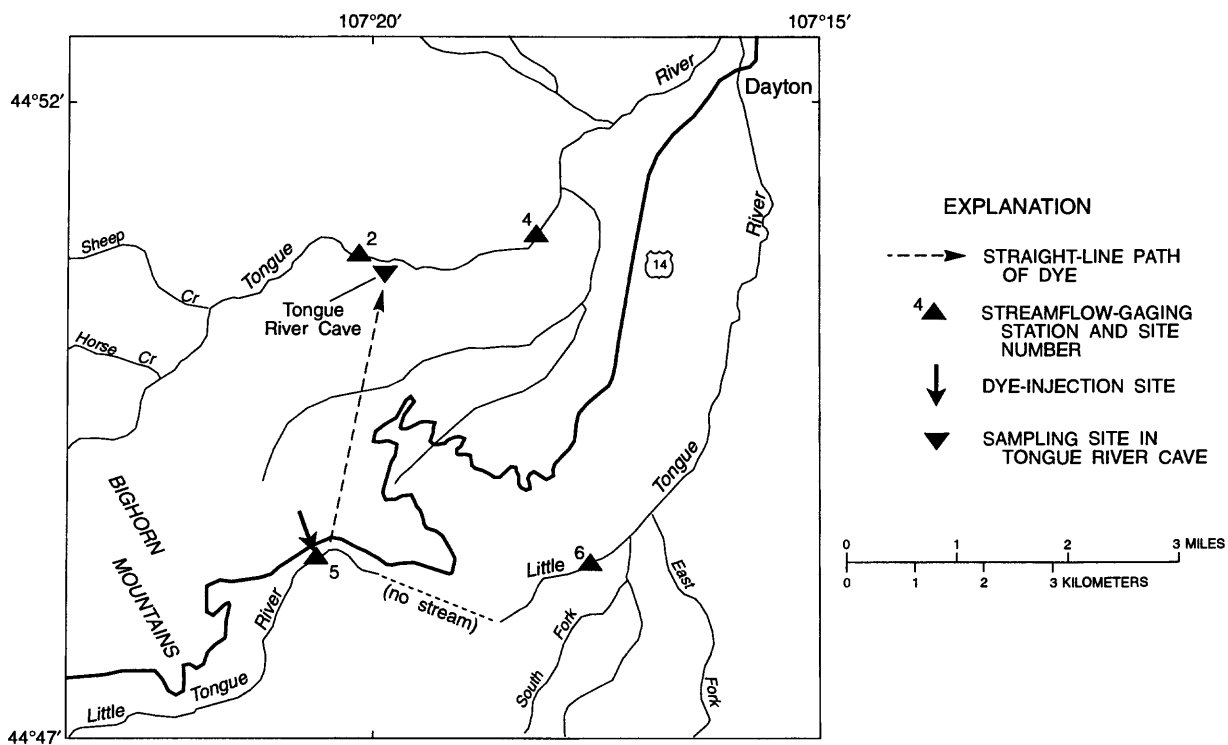 107°20'
107°15'
44°52'
River
Dayton
Sheep
Cr
Tongue
2
4
River
14
Tongue
River Cave
Horse
Cr
BIGHORN
MOUNTAINS
Tongue
5
River
(no stream)
Little
6
East
Fork
South
Fork
Tongue
Little
44°47'
EXPLANATION
STRAIGHT-LINE PATH
OF DYE
4
STREAMFLOW-GAGING
STATION AND SITE
NUMBER
DYE-INJECTION SITE
SAMPLING SITE IN
TONGUE RIVER CAVE
0 1 2 3 MILES
0 1 2 3 KILOMETERS